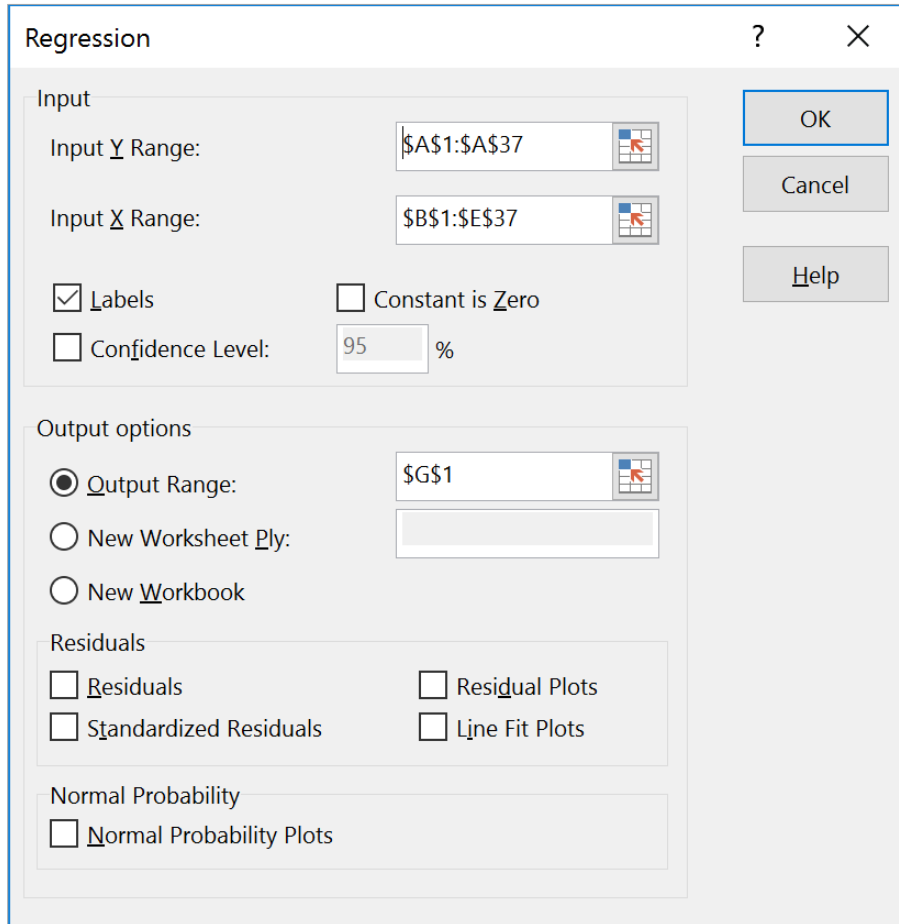 Regression ?
Input
OK
Input Y Range: $A$1:$A$37
Cancel
Input X Range: $B$1:$E$37
Help
Labels Constant is Zero
Confidence Level: 95 %
Output options
Output Range: $G$1
New Worksheet Ply:
New Workbook
Residuals
Residuals Residual Plots
Standardized Residuals Line Fit Plots
Normal Probability
Normal Probability Plots